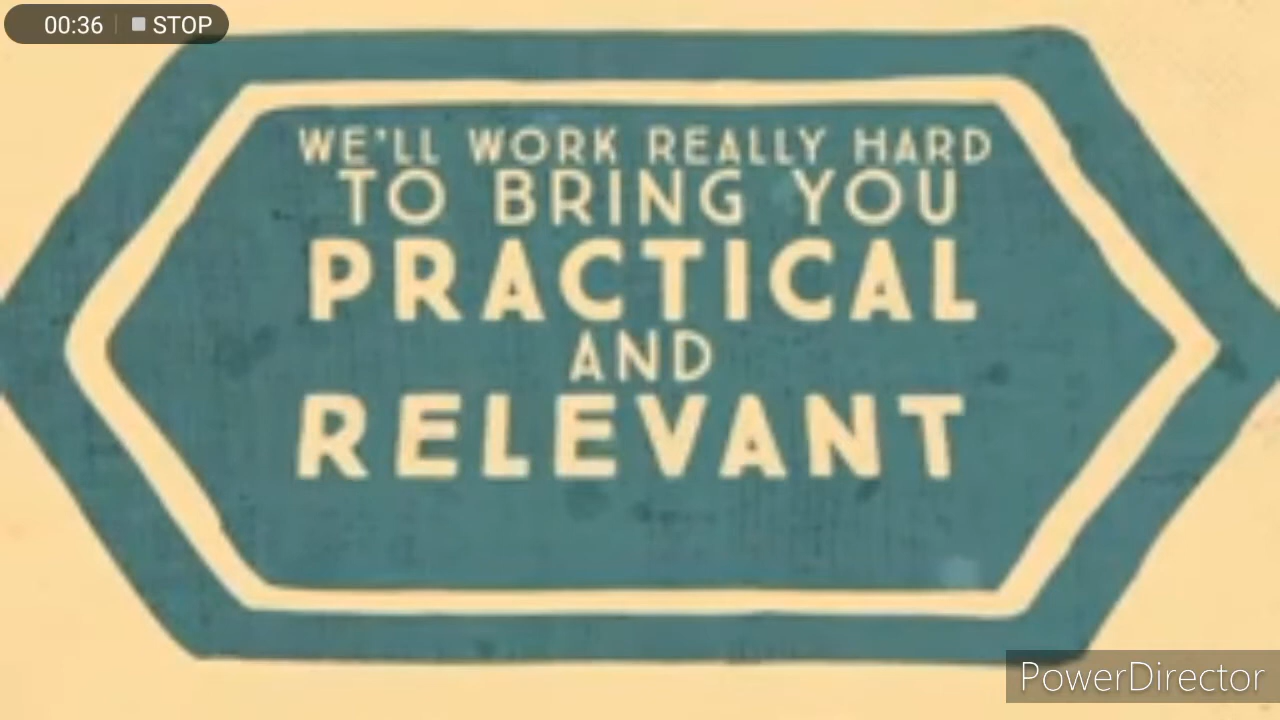 00:36 STOP
WE'LL WORK REALLY HARD
TO BRING YOU
PRACTICAL
AND
RELEVANT
PowerDirector